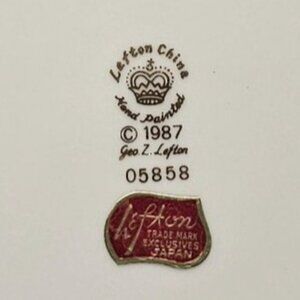 Lefton China
Hand Painted
© 1987
Geo. Z. Lefton
05858
Lefton
TRADE MARK
EXCLUSIVES
JAPAN